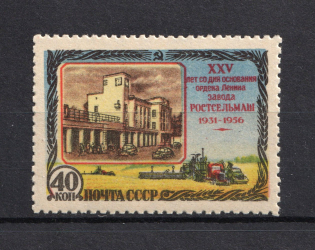 XXV
лет со дня основания
ордена Ленина
завода
РОСТСЕЛЬМАШ
1931-1956
40
КОП
ПОЧТА СССР